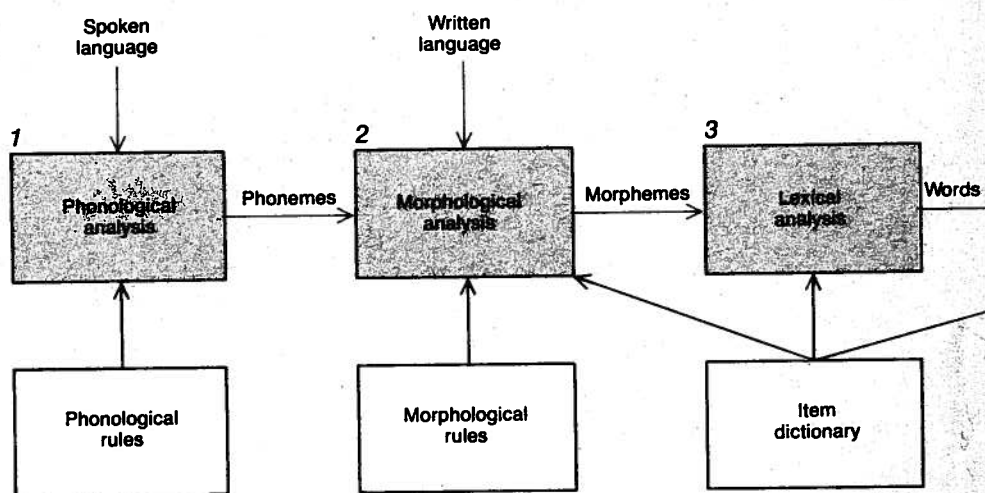 Spoken
language
Written
language
1
2
3
Phonological
analysis
Phonemes
Morphological
analysis
Morphemes
Lexical
analysis
Words
Phonological
rules
Morphological
rules
Item
dictionary